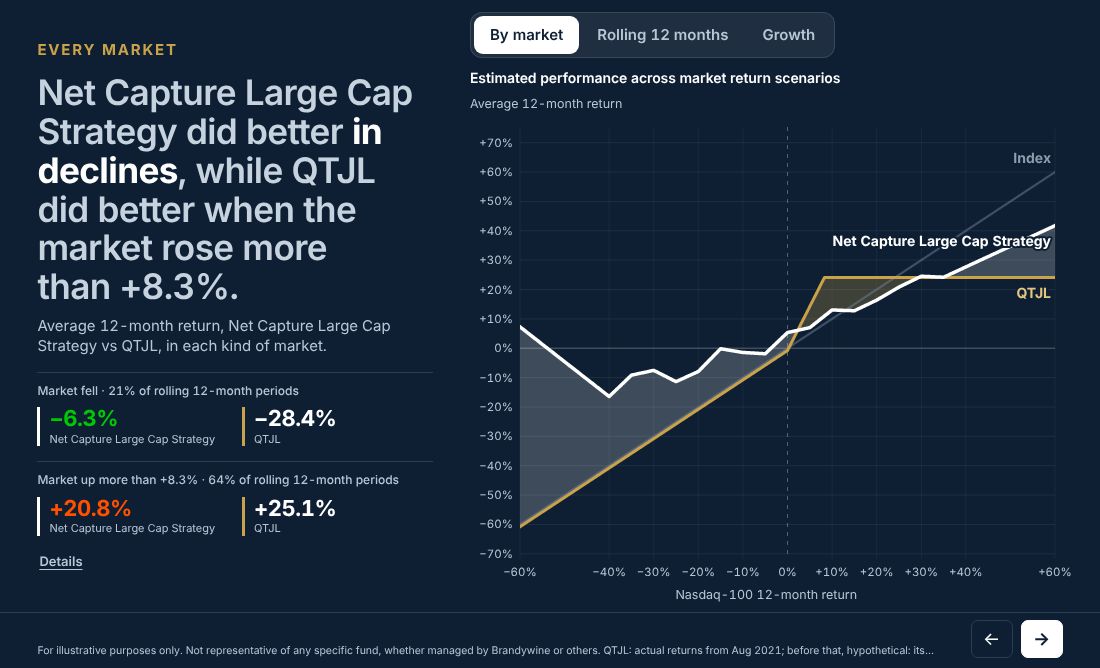 EVERY MARKET
Net Capture Large Cap
Strategy did better in
declines, while QTJL
did better when the
market rose more
than +8.3%.
Average 12-month return, Net Capture Large Cap
Strategy vs QTJL, in each kind of market.
Market fell · 21% of rolling 12-month periods
−6.3%
Net Capture Large Cap Strategy
−28.4%
QTJL
Market up more than +8.3% · 64% of rolling 12-month periods
+20.8%
Net Capture Large Cap Strategy
+25.1%
QTJL
Details
By market
Rolling 12 months
Growth
Estimated performance across market return scenarios
Average 12-month return
+70%
+60%
+50%
+40%
+30%
+20%
+10%
0%
−10%
−20%
−30%
−40%
−50%
−60%
−70%
Index
Net Capture Large Cap Strategy
QTJL
−60% −40% −30% −20% −10% 0% +10% +20% +30% +40% +60%
Nasdaq-100 12-month return
For illustrative purposes only. Not representative of any specific fund, whether managed by Brandywine or others. QTJL: actual returns from Aug 2021; before that, hypothetical: its...
← →